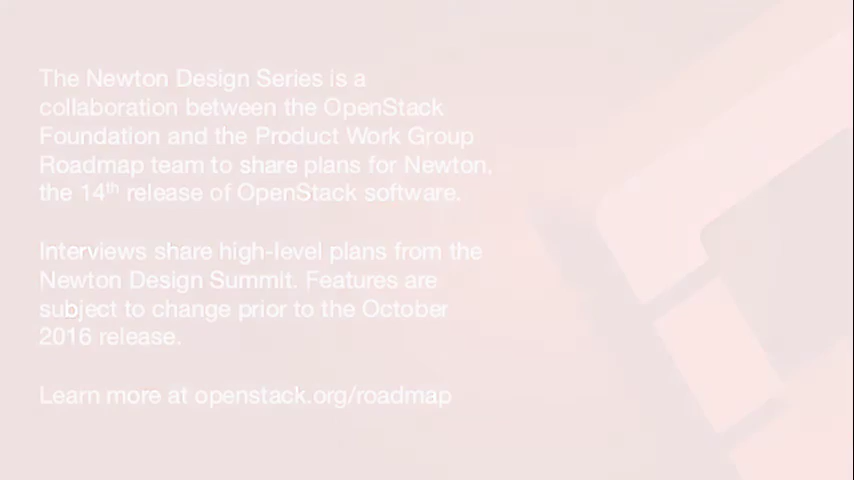 The Newton Design Series is a
collaboration between the OpenStack
Foundation and the Product Work Group
Roadmap team to share plans for Newton,
the 14th release of OpenStack software.
Interviews share high-level plans from the
Newton Design Summit. Features are
subject to change prior to the October
2016 release.
Learn more at openstack.org/roadmap